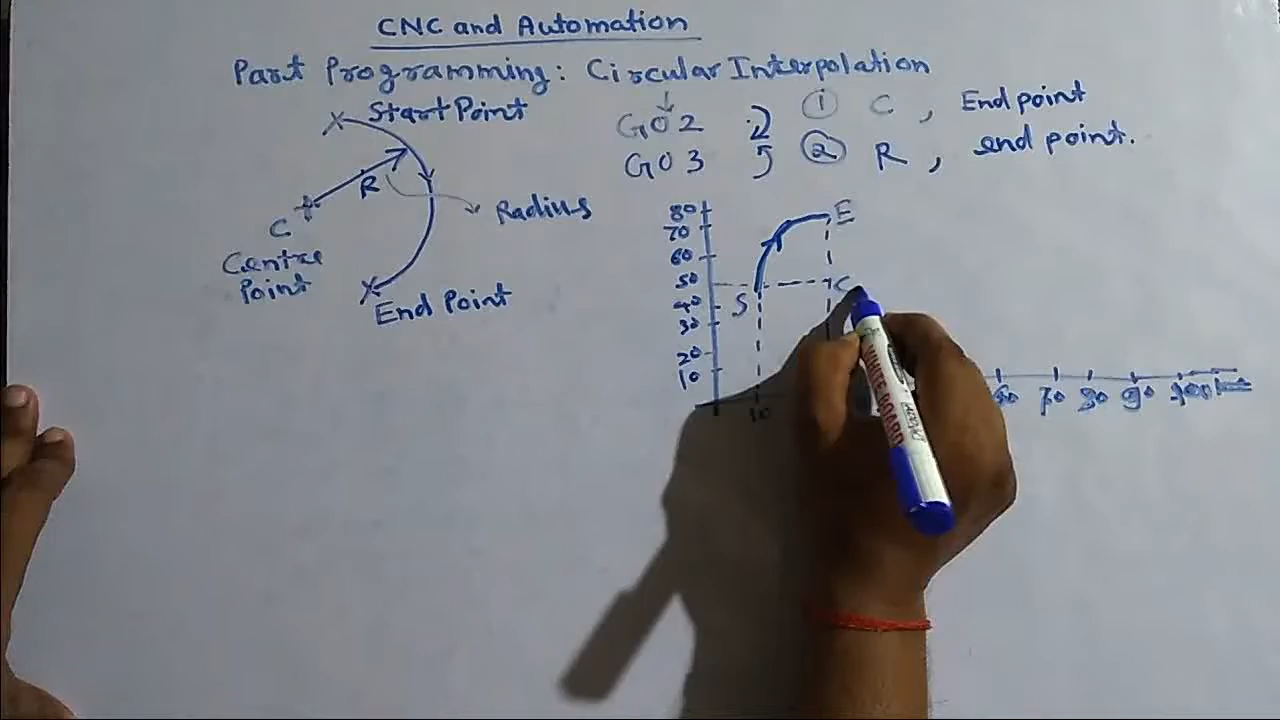 CNC and Automation
Part Programming: Circular Interpolation
Start Point
G02 1 C, End point
G03 2 R, end point.
R
Radius
C
Centre
Point
End Point
80
70
60
50
40
30
20
10
E
C
S
10
60 70 80 90 100
WHITE BOARD